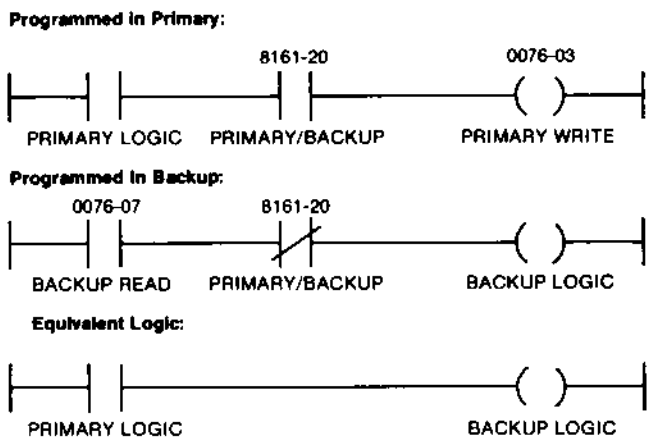 Programmed in Primary:
8161-20 0076-03
PRIMARY LOGIC PRIMARY/BACKUP PRIMARY WRITE
Programmed in Backup:
0076-07 8161-20
BACKUP READ PRIMARY/BACKUP BACKUP LOGIC
Equivalent Logic:
PRIMARY LOGIC BACKUP LOGIC